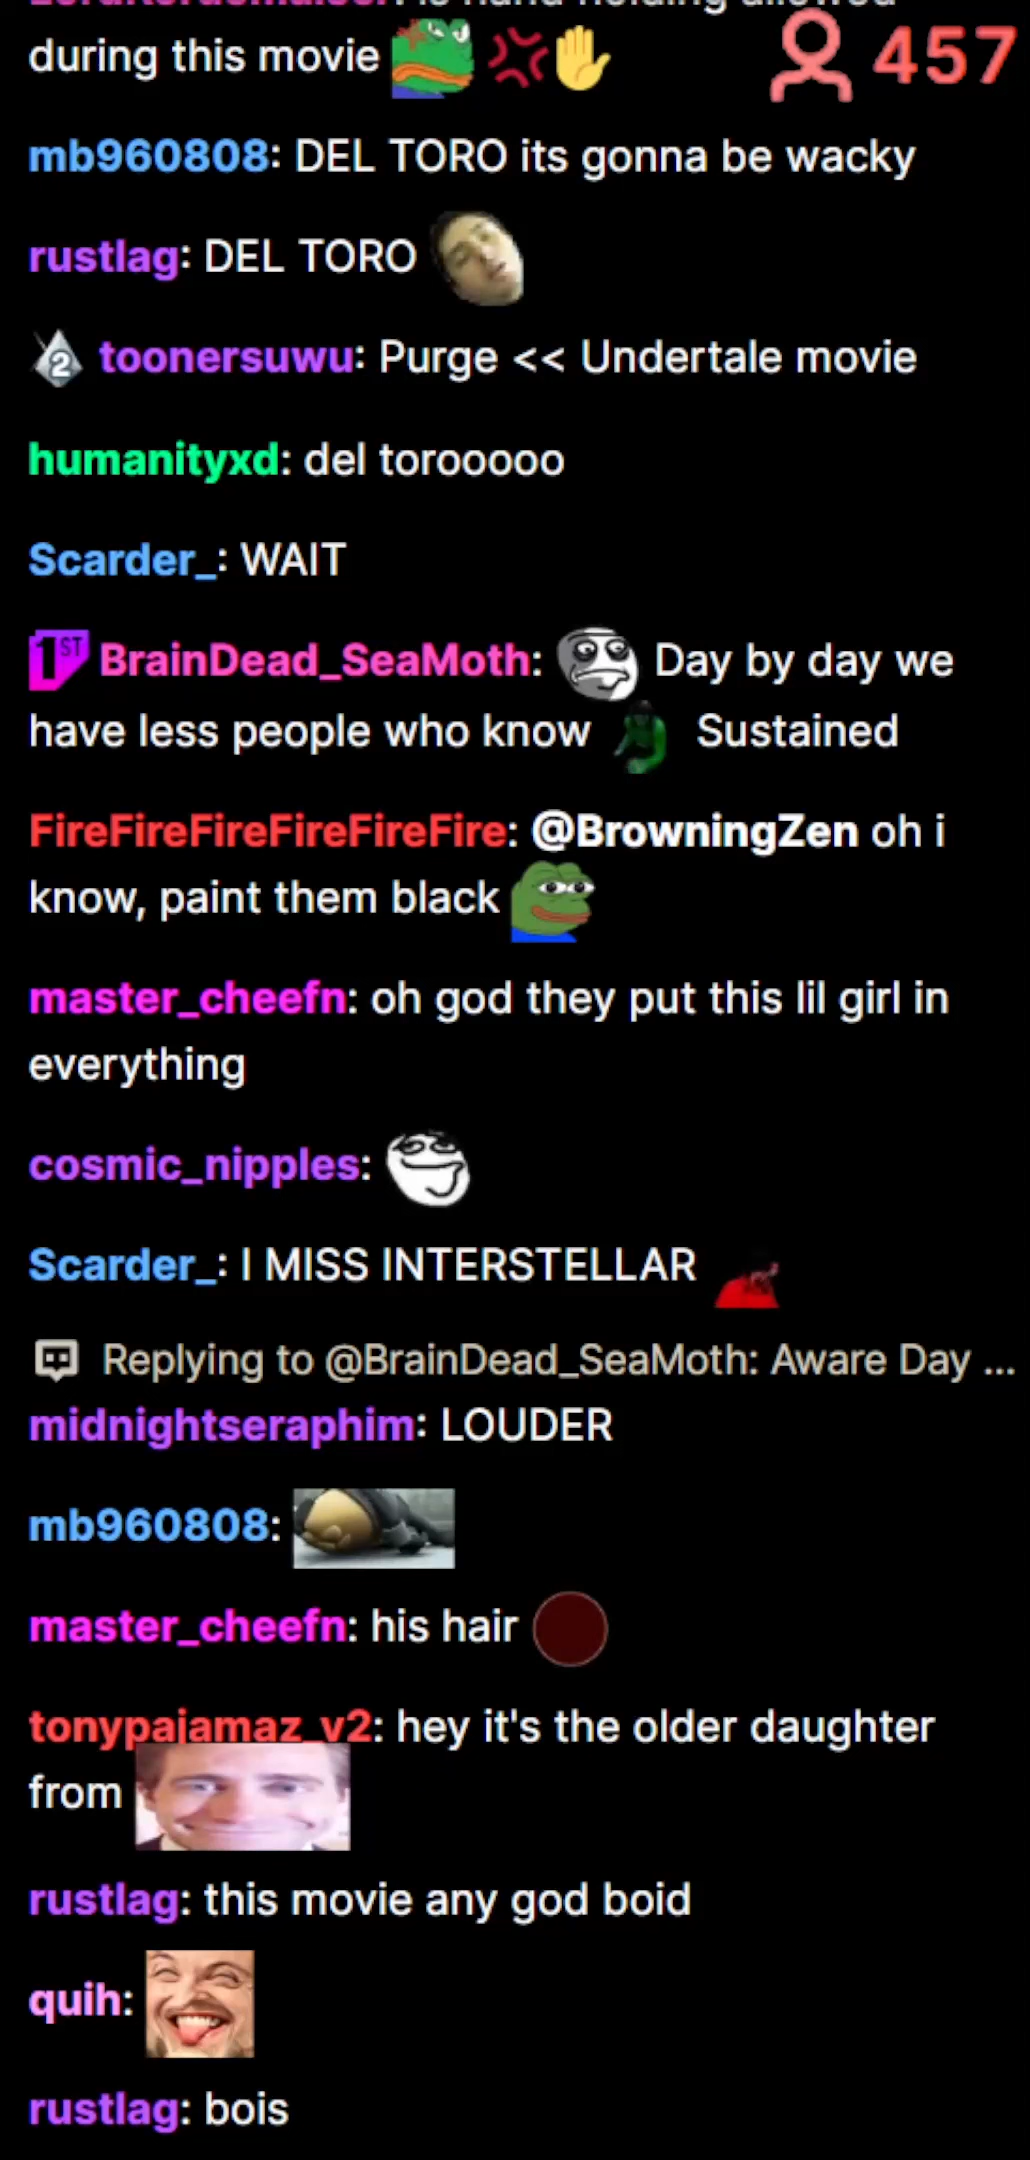 during this movie
457
mb960808: DEL TORO its gonna be wacky
rustlag: DEL TORO
2 toonersuwu: Purge << Undertale movie
humanityxd: del torooooo
Scarder_: WAIT
1ST BrainDead_SeaMoth: Day by day we
have less people who know Sustained
FireFireFireFireFireFire: @BrowningZen oh i
know, paint them black
master_cheefn: oh god they put this lil girl in
everything
cosmic_nipples:
Scarder_: I MISS INTERSTELLAR
Replying to @BrainDead_SeaMoth: Aware Day ...
midnightseraphim: LOUDER
mb960808:
master_cheefn: his hair
tonypajamaz_v2: hey it's the older daughter
from
rustlag: this movie any god boid
quih:
rustlag: bois